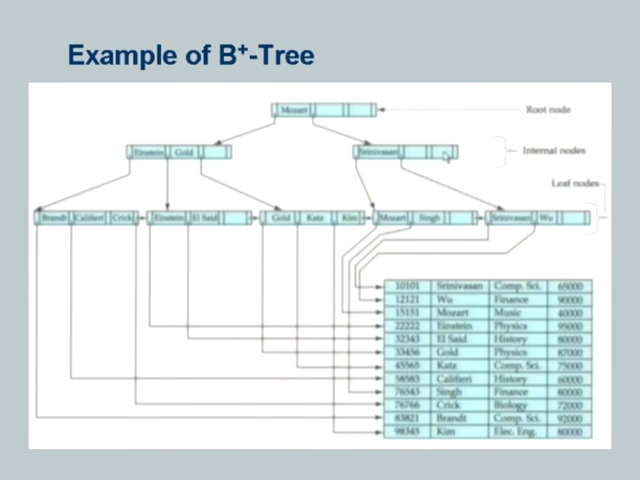 Example of B+-Tree
Mozart
Root node
Einstein Gold
Srinivasan
Internal nodes
Leaf nodes
Brandt Califieri Crick
Einstein El Said
Gold Katz Kim
Mozart Singh
Srinivasan Wu
10101 Srinivasan Comp. Sci. 65000
12121 Wu Finance 90000
15151 Mozart Music 40000
22222 Einstein Physics 95000
32343 El Said History 80000
33456 Gold Physics 87000
45565 Katz Comp. Sci. 75000
58583 Califieri History 60000
76543 Singh Finance 80000
76766 Crick Biology 72000
83821 Brandt Comp. Sci. 92000
98345 Kim Elec. Eng. 80000